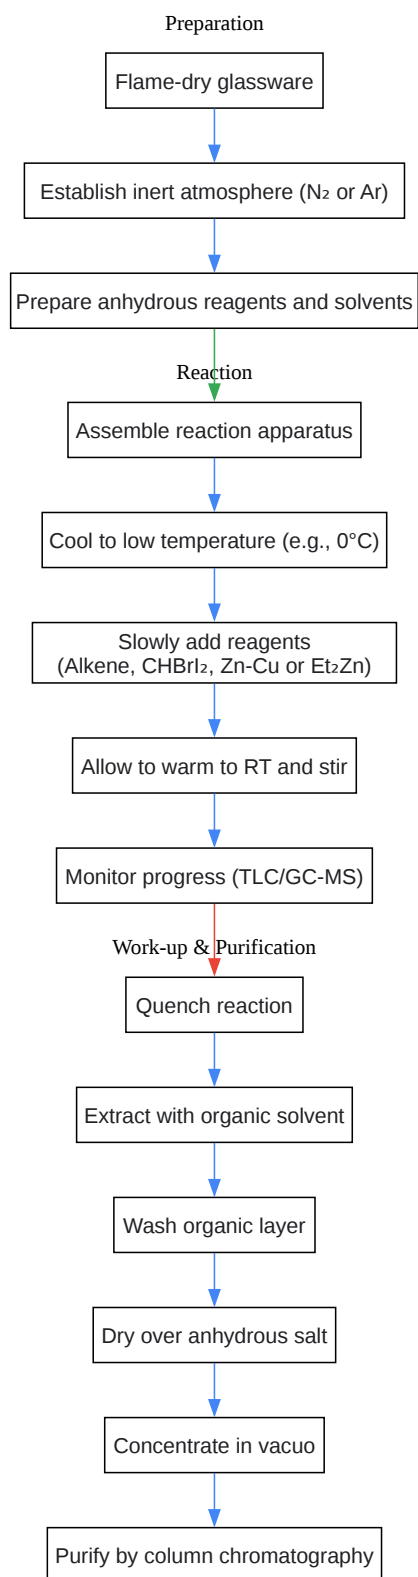 Preparation
Flame-dry glassware
Establish inert atmosphere (N₂ or Ar)
Prepare anhydrous reagents and solvents
Reaction
Assemble reaction apparatus
Cool to low temperature (e.g., 0°C)
Slowly add reagents
(Alkene, CHBrI₂, Zn-Cu or Et₂Zn)
Allow to warm to RT and stir
Monitor progress (TLC/GC-MS)
Work-up & Purification
Quench reaction
Extract with organic solvent
Wash organic layer
Dry over anhydrous salt
Concentrate in vacuo
Purify by column chromatography